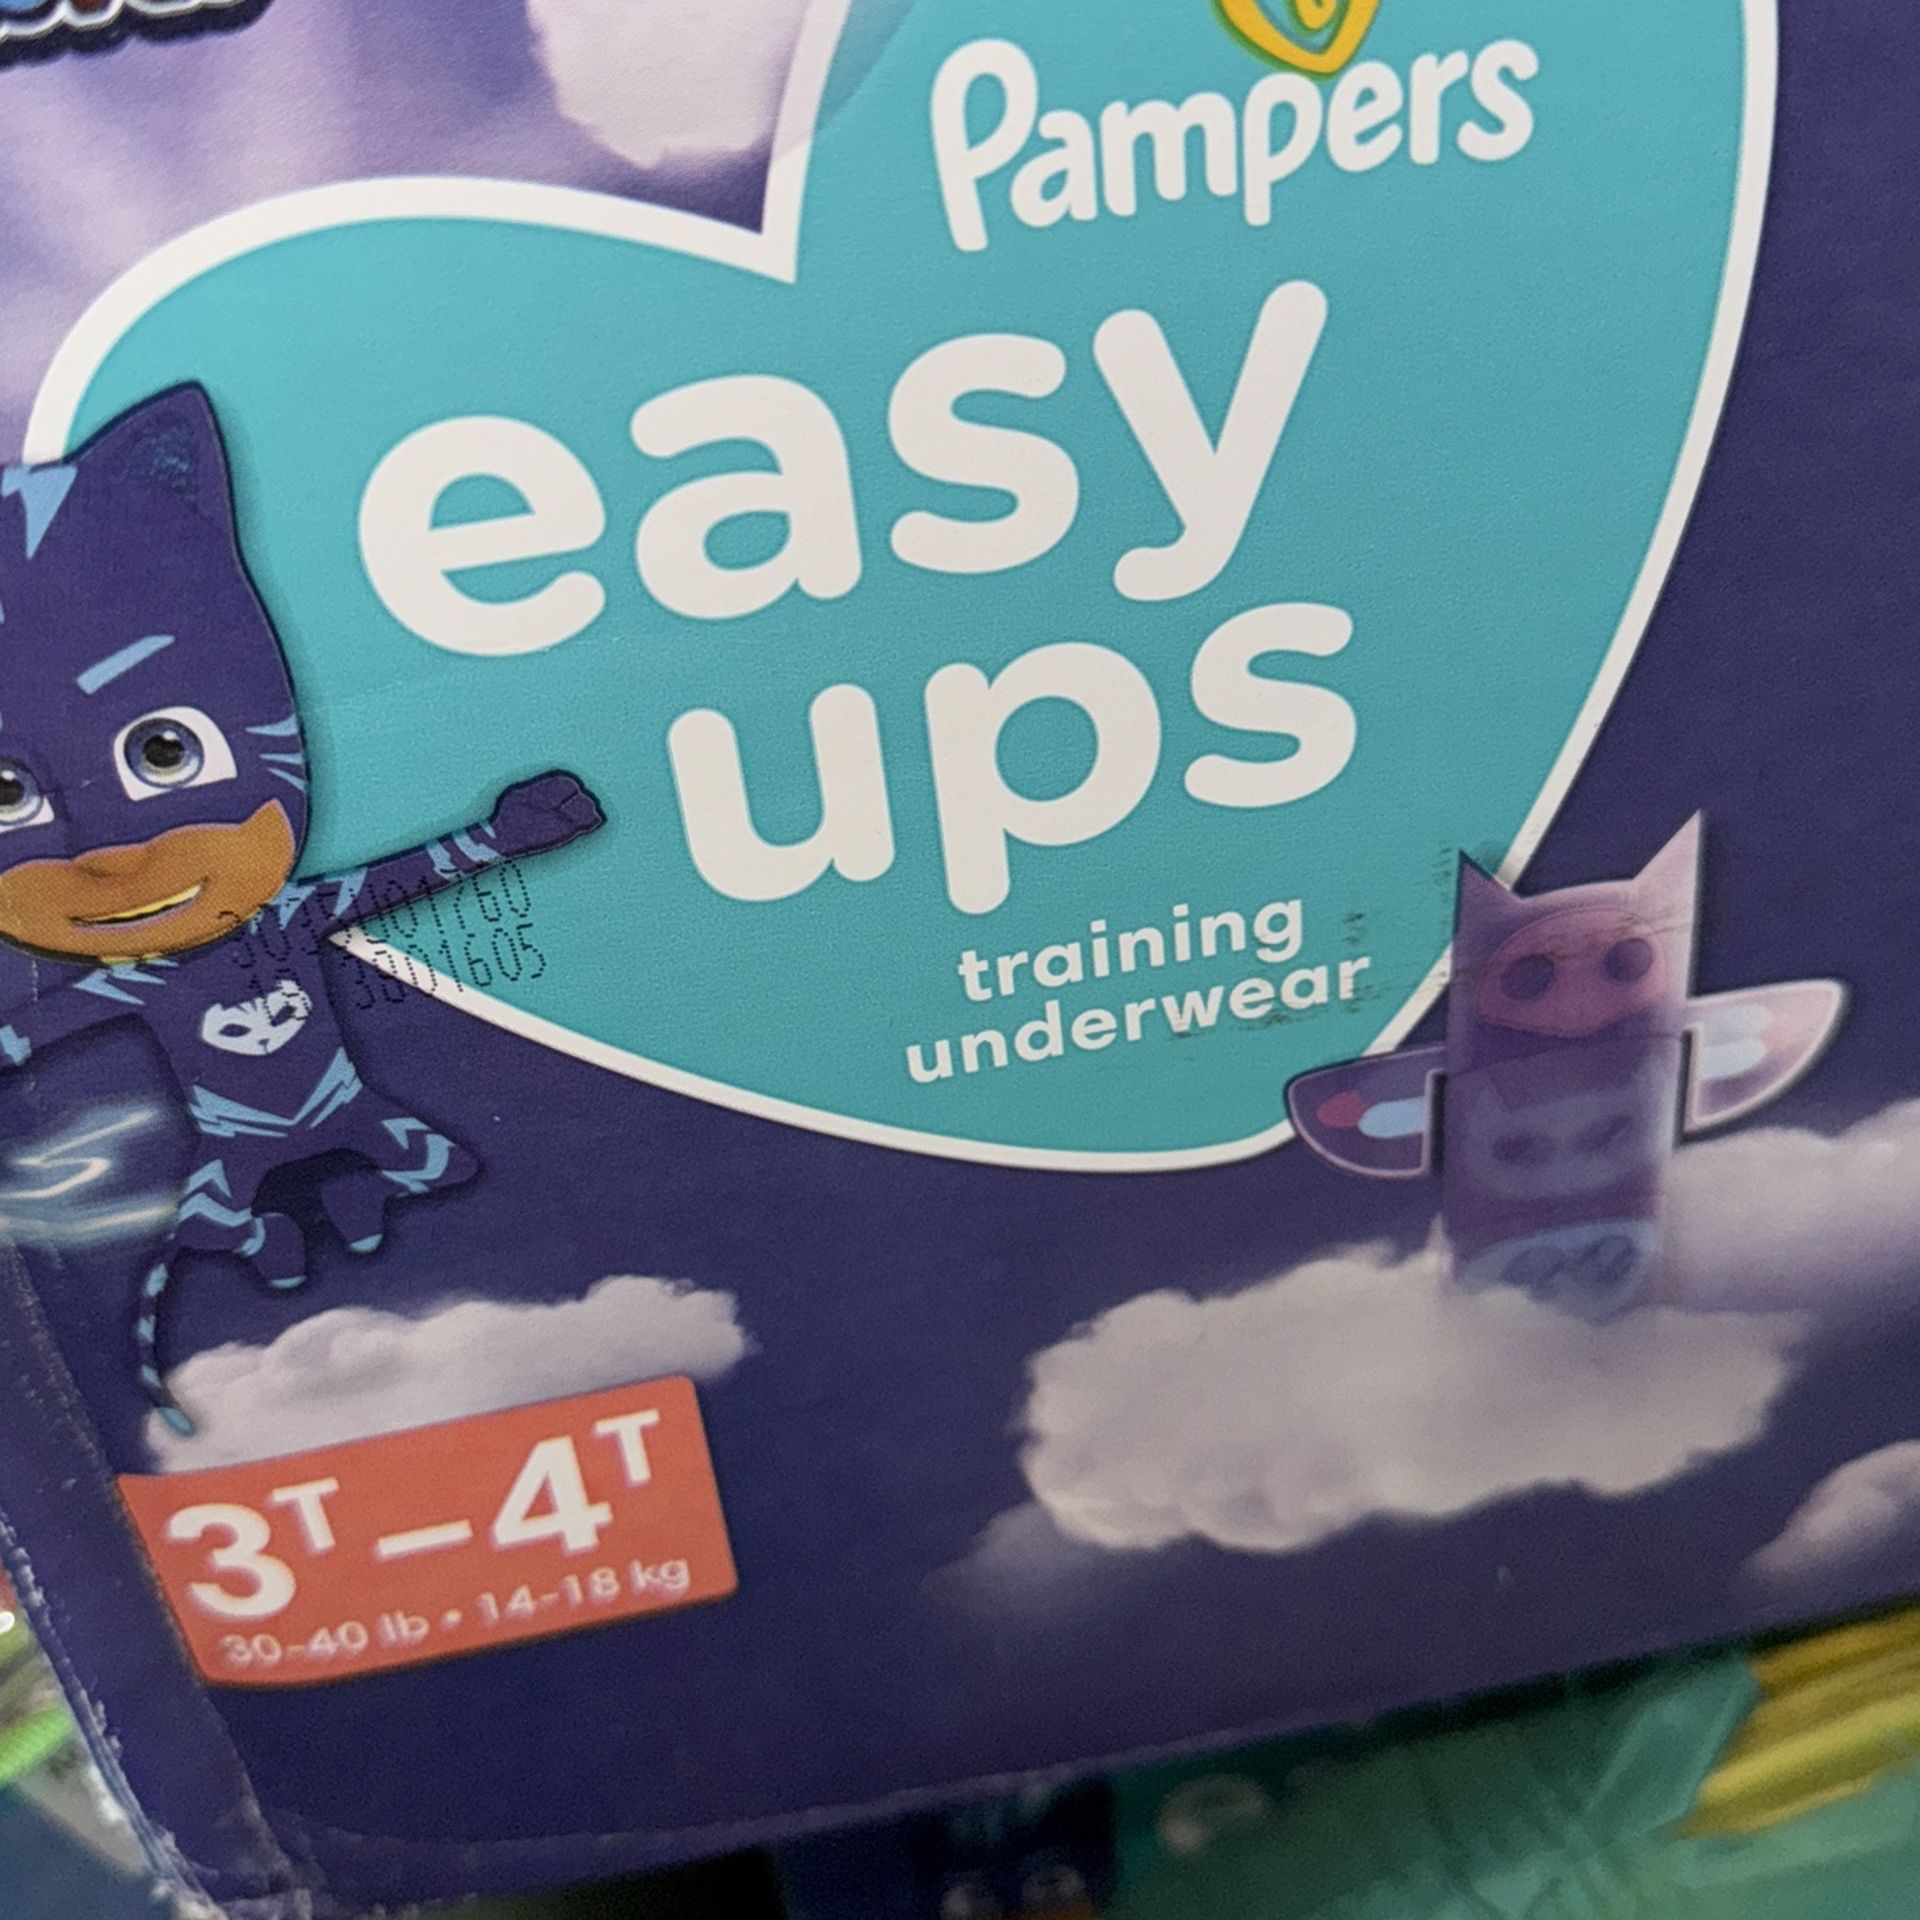 Pampers
easy
ups
training
underwear
3T–4T
30-40 lb • 14-18 kg